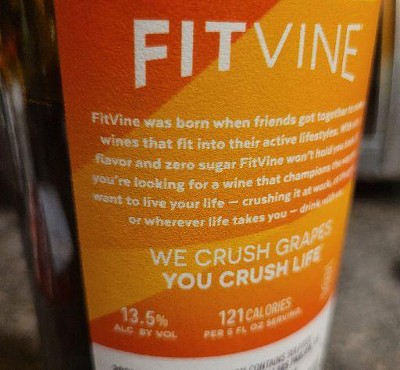 FITVINE
FitVine was born when friends got together to
wines that fit into their active lifestyles. With
flavor and zero sugar FitVine won't hold you
you're looking for a wine that champions the
want to live your life – crushing it at work,
or wherever life takes you – drink
WE CRUSH GRAPES
YOU CRUSH LIFE
13.5% 121 CALORIES
ALC BY VOL PER 5 FL OZ SERVING
CONTAINS